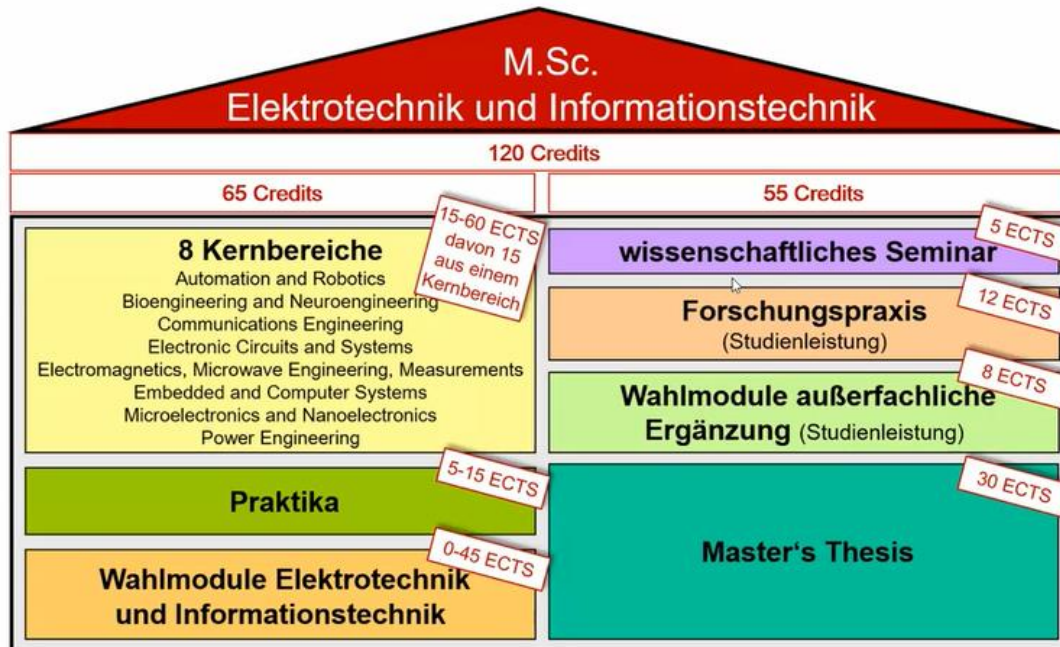 M.Sc.
Elektrotechnik und Informationstechnik
120 Credits
65 Credits
55 Credits
8 Kernbereiche
Automation and Robotics
Bioengineering and Neuroengineering
Communications Engineering
Electronic Circuits and Systems
Electromagnetics, Microwave Engineering, Measurements
Embedded and Computer Systems
Microelectronics and Nanoelectronics
Power Engineering
15-60 ECTS
davon 15
aus einem
Kernbereich
Praktika
5-15 ECTS
Wahlmodule Elektrotechnik
und Informationstechnik
0-45 ECTS
wissenschaftliches Seminar
5 ECTS
Forschungspraxis
(Studienleistung)
12 ECTS
Wahlmodule außerfachliche
Ergänzung (Studienleistung)
8 ECTS
Master's Thesis
30 ECTS